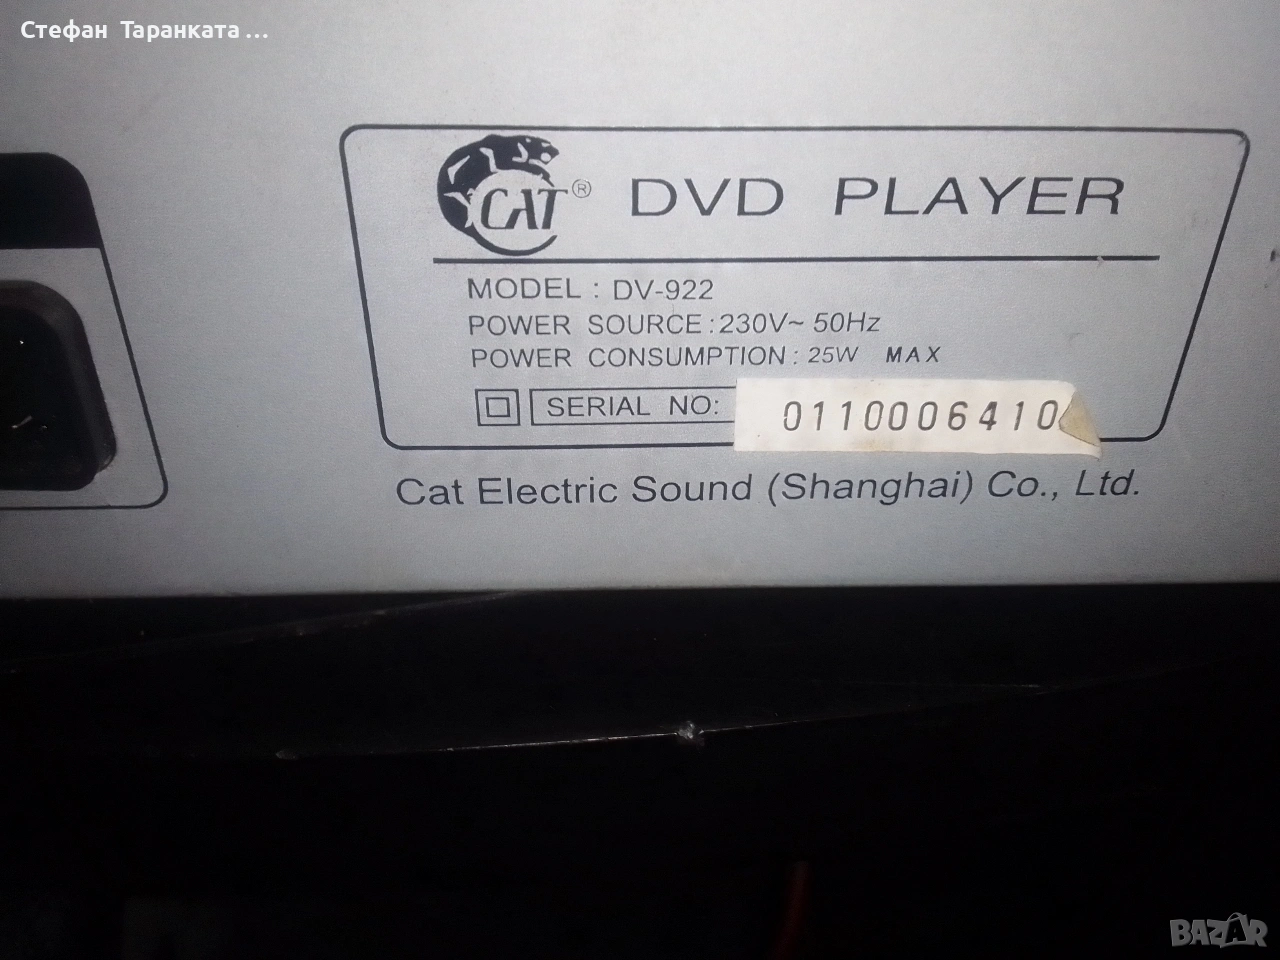 Стефан Таранката ...
CAT® DVD PLAYER
MODEL : DV-922
POWER SOURCE : 230V~ 50Hz
POWER CONSUMPTION : 25W MAX
SERIAL NO: 0110006410
Cat Electric Sound (Shanghai) Co., Ltd.
BAZAR